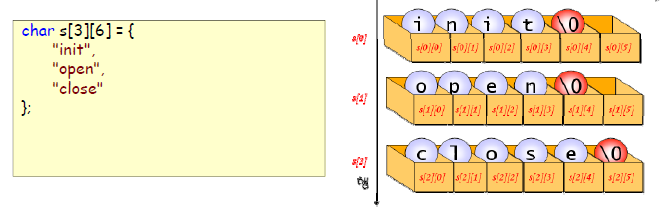 char s[3][6] = {
"init",
"open",
"close"
};
i n i t \0
s[0] s[0][0] s[0][1] s[0][2] s[0][3] s[0][4] s[0][5]
o p e n \0
s[1] s[1][0] s[1][1] s[1][2] s[1][3] s[1][4] s[1][5]
c l o s e \0
s[2] s[2][0] s[2][1] s[2][2] s[2][3] s[2][4] s[2][5]